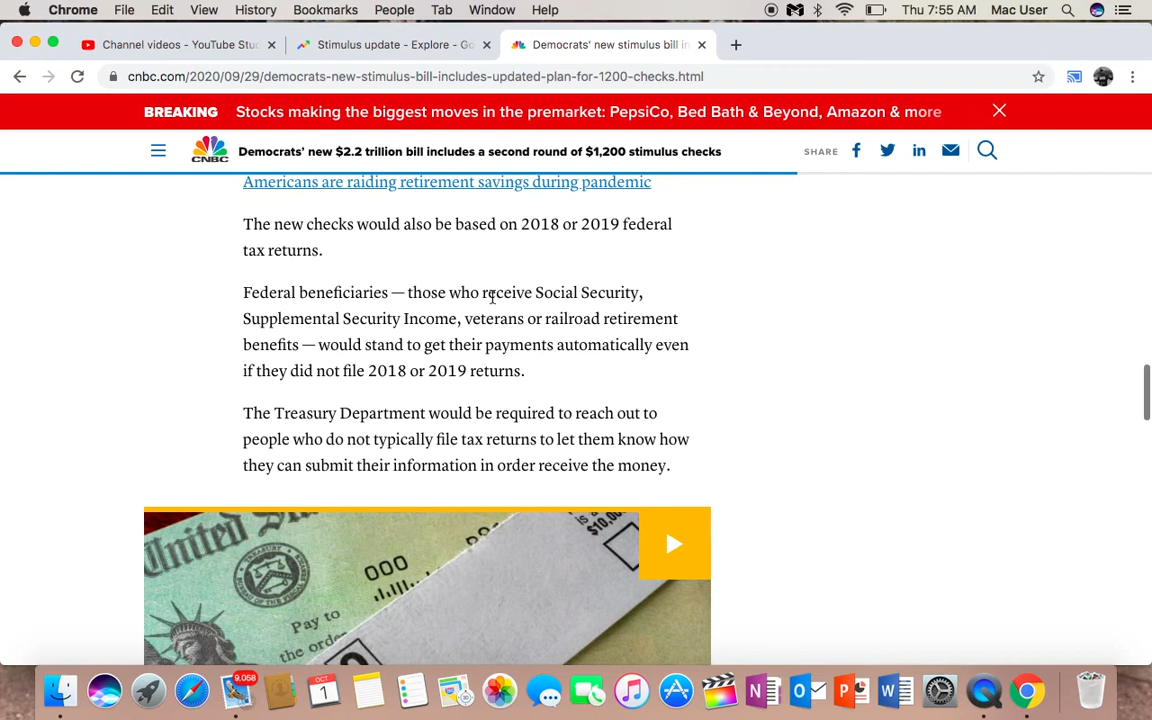 Chrome File Edit View History Bookmarks People Tab Window Help Thu 7:55 AM Mac User
Channel videos - YouTube Stu
Stimulus update - Explore - Go
Democrats' new stimulus bill in
cnbc.com/2020/09/29/democrats-new-stimulus-bill-includes-updated-plan-for-1200-checks.html
BREAKING Stocks making the biggest moves in the premarket: PepsiCo, Bed Bath & Beyond, Amazon & more
CNBC Democrats' new $2.2 trillion bill includes a second round of $1,200 stimulus checks SHARE
Americans are raiding retirement savings during pandemic
The new checks would also be based on 2018 or 2019 federal
tax returns.
Federal beneficiaries — those who receive Social Security,
Supplemental Security Income, veterans or railroad retirement
benefits — would stand to get their payments automatically even
if they did not file 2018 or 2019 returns.
The Treasury Department would be required to reach out to
people who do not typically file tax returns to let them know how
they can submit their information in order receive the money.
United
000
Pay to
the order
is a
$10,000
9,058
OCT
1